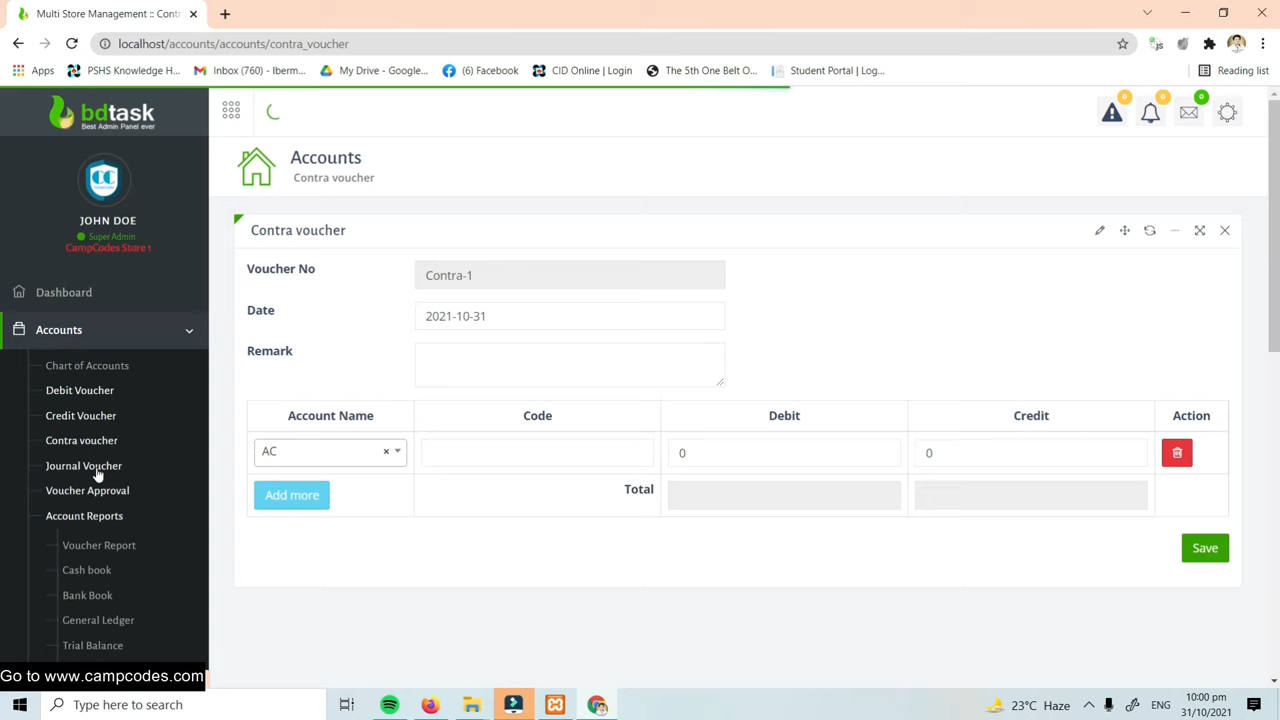 Multi Store Management :: Contr
localhost/accounts/accounts/contra_voucher
Apps
PSHS Knowledge H...
Inbox (760) - Iberm...
My Drive - Google...
(6) Facebook
CID Online | Login
The 5th One Belt O...
Student Portal | Log...
Reading list
bdtask
Best Admin Panel ever
0
0
0
Accounts
Contra voucher
JOHN DOE
Super Admin
CampCodes Store 1
Dashboard
Accounts
Chart of Accounts
Debit Voucher
Credit Voucher
Contra voucher
Journal Voucher
Voucher Approval
Account Reports
Voucher Report
Cash book
Bank Book
General Ledger
Trial Balance
Contra voucher
Voucher No
Contra-1
Date
2021-10-31
Remark
Account Name
Code
Debit
Credit
Action
AC
0
0
Add more
Total
Save
Go to www.campcodes.com
Type here to search
23°C Haze
ENG
10:00 pm
31/10/2021